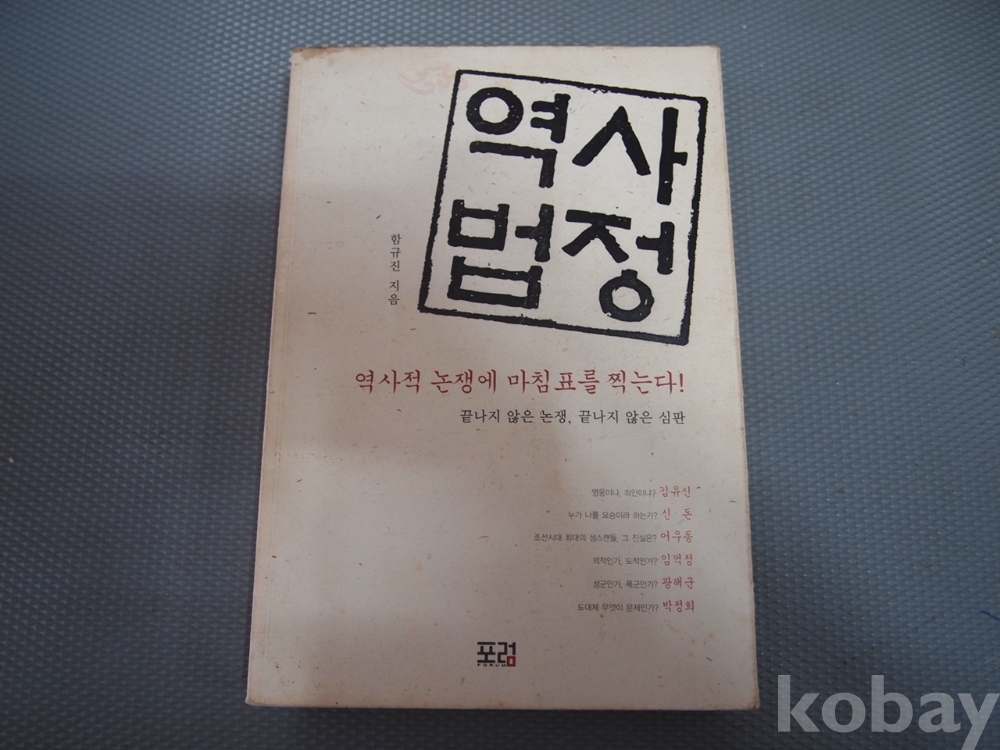 역사
법정
함규진 지음
역사적 논쟁에 마침표를 찍는다!
끝나지 않은 논쟁, 끝나지 않은 심판
영웅이냐, 죄인이냐? 김유신
누가 나를 요승이라 하는가? 신 돈
조선시대 최대의 섹스캔들, 그 진실은? 어우동
의적인가, 도적인가? 임꺽정
성군인가, 폭군인가? 광해군
도대체 무엇이 문제인가? 박정희
포럼
FORUM
kobay